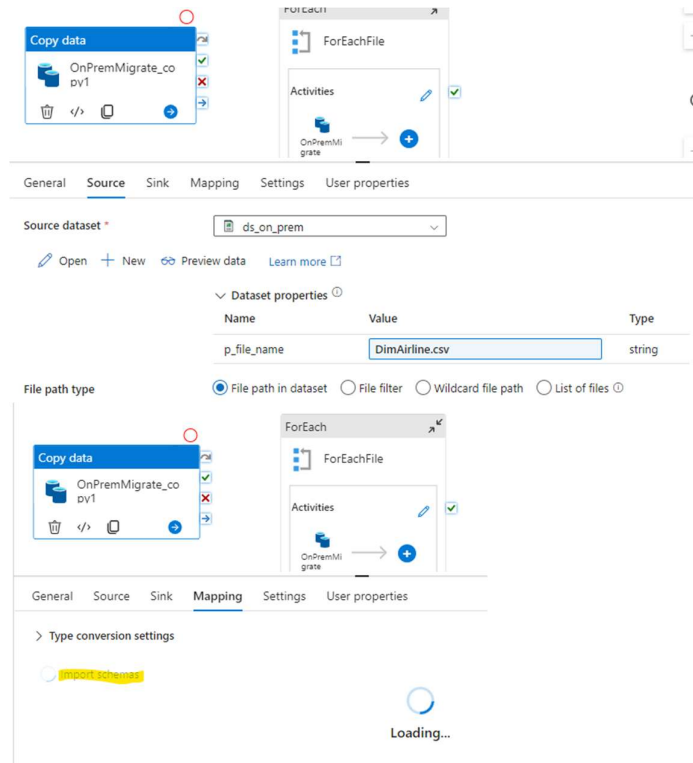 ForEach
Copy data
OnPremMigrate_co
py1
ForEachFile
Activities
OnPremMi
grate
General Source Sink Mapping Settings User properties
Source dataset *
ds_on_prem
Open New Preview data Learn more
Dataset properties
Name Value Type
p_file_name DimAirline.csv string
File path type
File path in dataset File filter Wildcard file path List of files
ForEach
Copy data
OnPremMigrate_co
py1
ForEachFile
Activities
OnPremMi
grate
General Source Sink Mapping Settings User properties
Type conversion settings
Import schemas
Loading...